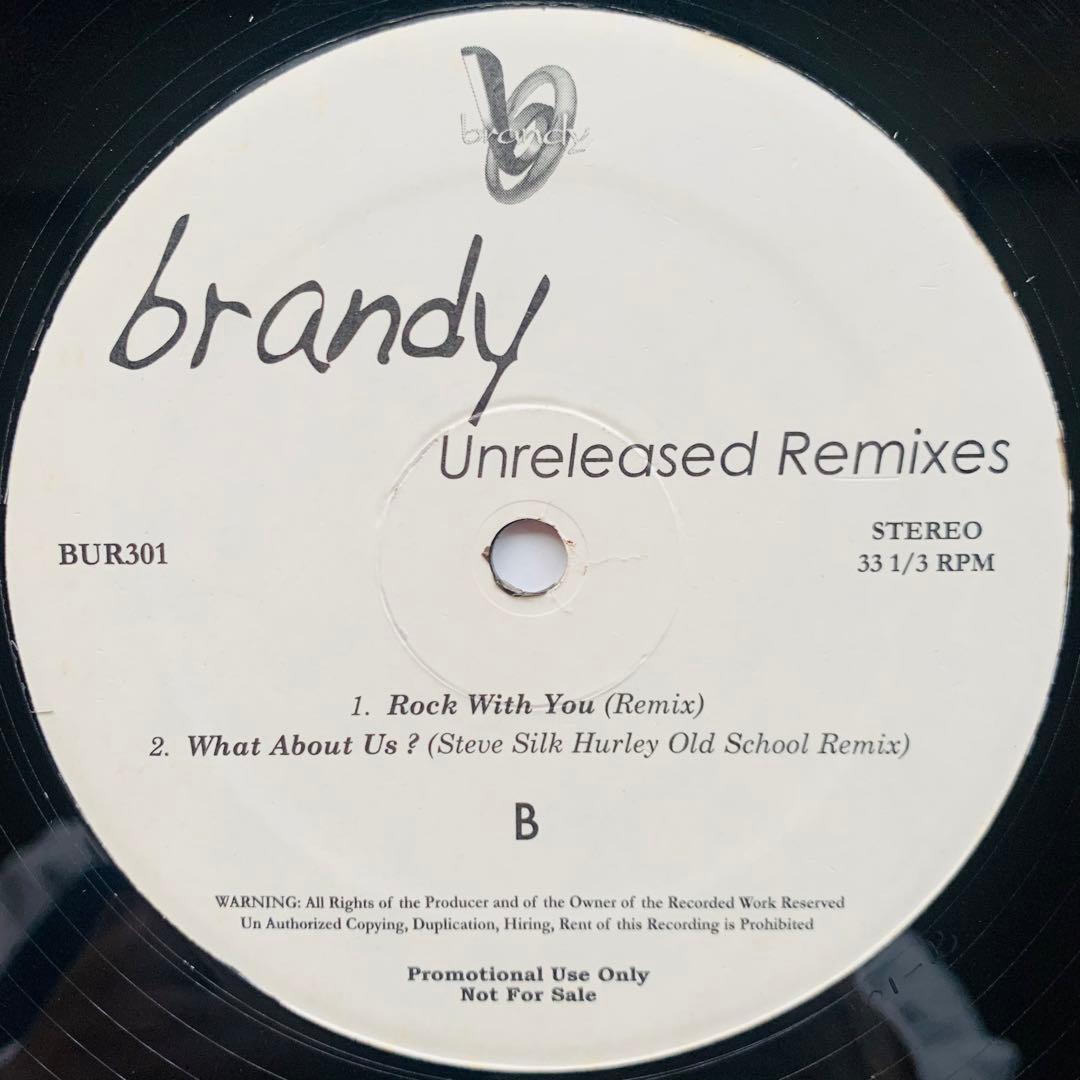 brandy
brandy
Unreleased Remixes
BUR301
STEREO
33 1/3 RPM
1. Rock With You (Remix)
2. What About Us ? (Steve Silk Hurley Old School Remix)
B
WARNING: All Rights of the Producer and of the Owner of the Recorded Work Reserved
Un Authorized Copying, Duplication, Hiring, Rent of this Recording is Prohibited
Promotional Use Only
Not For Sale